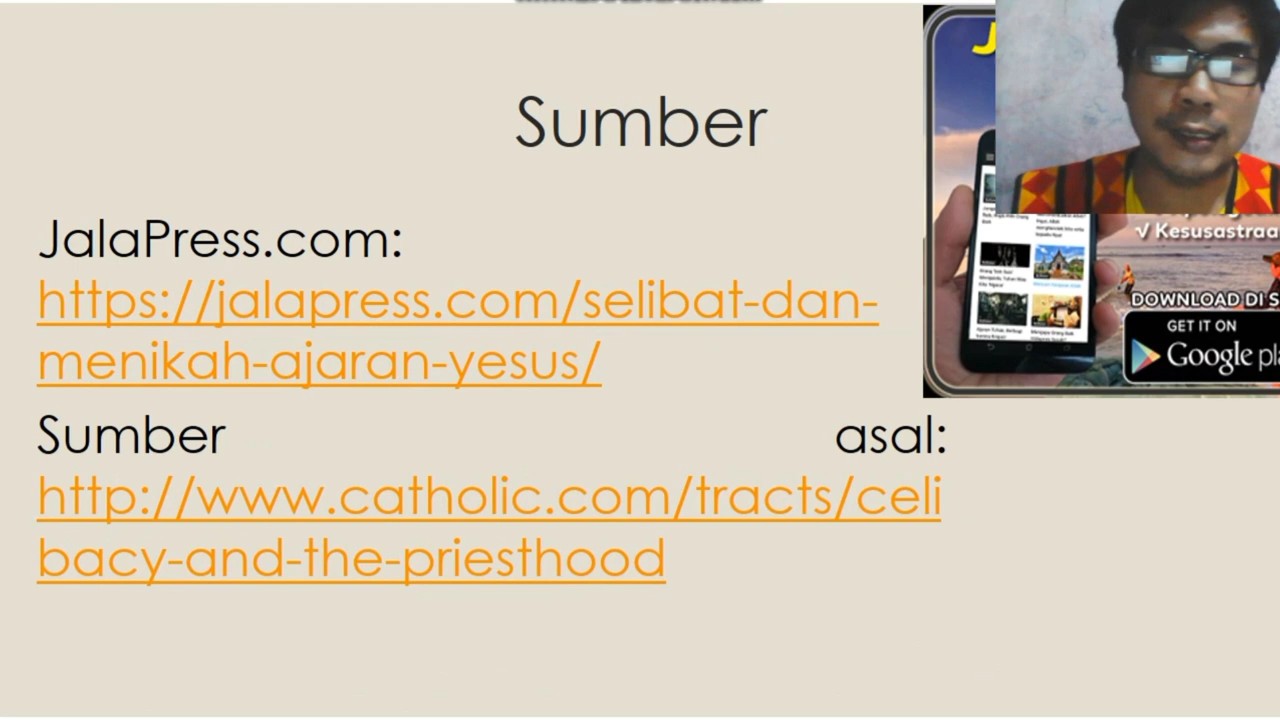 Sumber
JalaPress.com:
https://jalapress.com/selibat-dan-
menikah-ajaran-yesus/
Sumber asal:
http://www.catholic.com/tracts/celi
bacy-and-the-priesthood
√ Kesusastraa
DOWNLOAD DI S
GET IT ON
Google pla